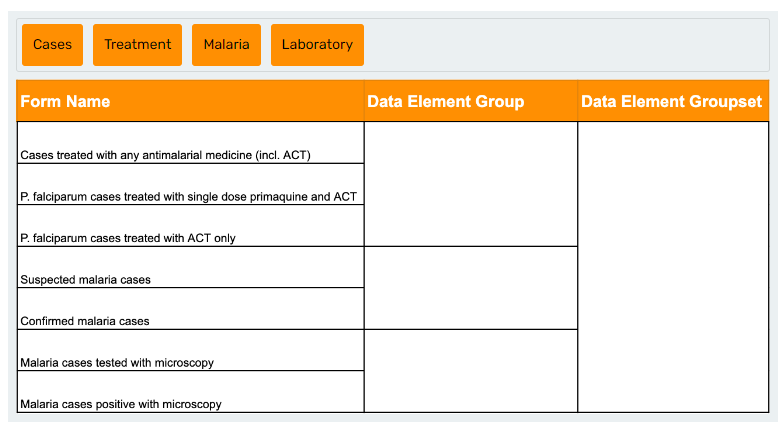 Cases Treatment Malaria Laboratory
Form Name Data Element Group Data Element Groupset
Cases treated with any antimalarial medicine (incl. ACT)
P. falciparum cases treated with single dose primaquine and ACT
P. falciparum cases treated with ACT only
Suspected malaria cases
Confirmed malaria cases
Malaria cases tested with microscopy
Malaria cases positive with microscopy